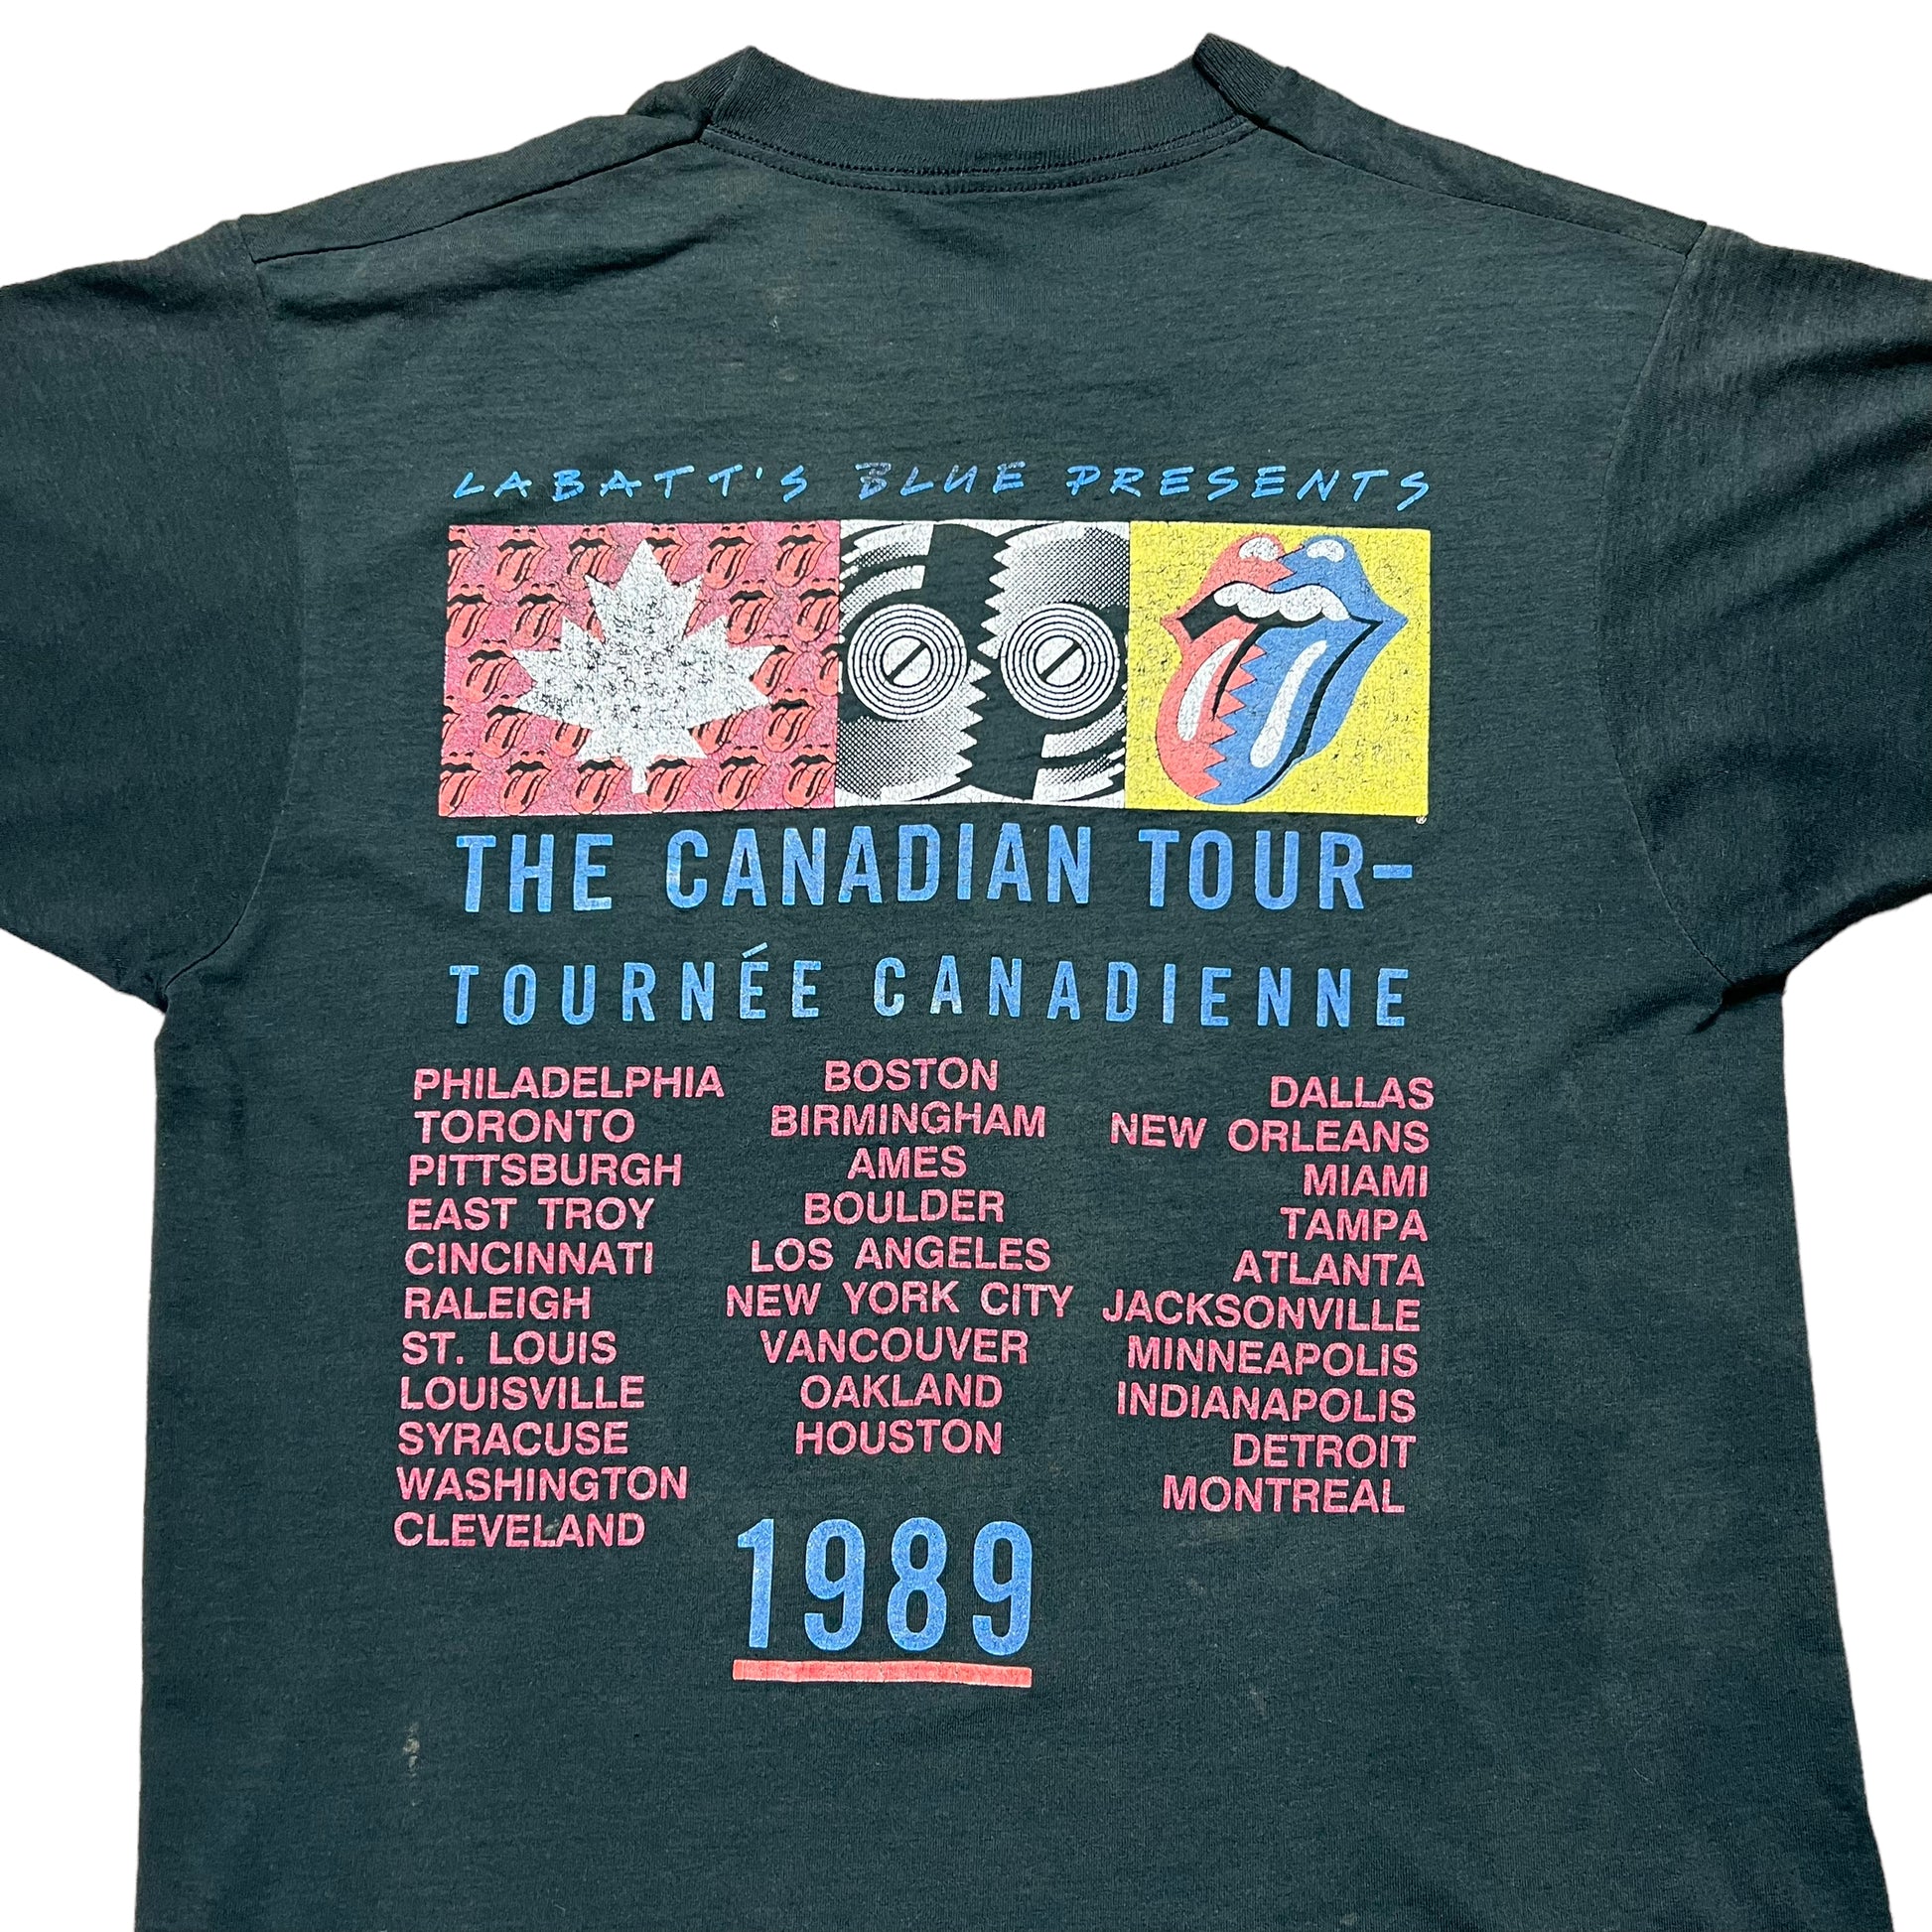 LABATT'S BLUE PRESENTS
THE CANADIAN TOUR-
TOURNÉE CANADIENNE
PHILADELPHIA
TORONTO
PITTSBURGH
EAST TROY
CINCINNATI
RALEIGH
ST. LOUIS
LOUISVILLE
SYRACUSE
WASHINGTON
CLEVELAND
BOSTON
BIRMINGHAM
AMES
BOULDER
LOS ANGELES
NEW YORK CITY
VANCOUVER
OAKLAND
HOUSTON
DALLAS
NEW ORLEANS
MIAMI
TAMPA
ATLANTA
JACKSONVILLE
MINNEAPOLIS
INDIANAPOLIS
DETROIT
MONTREAL
1989